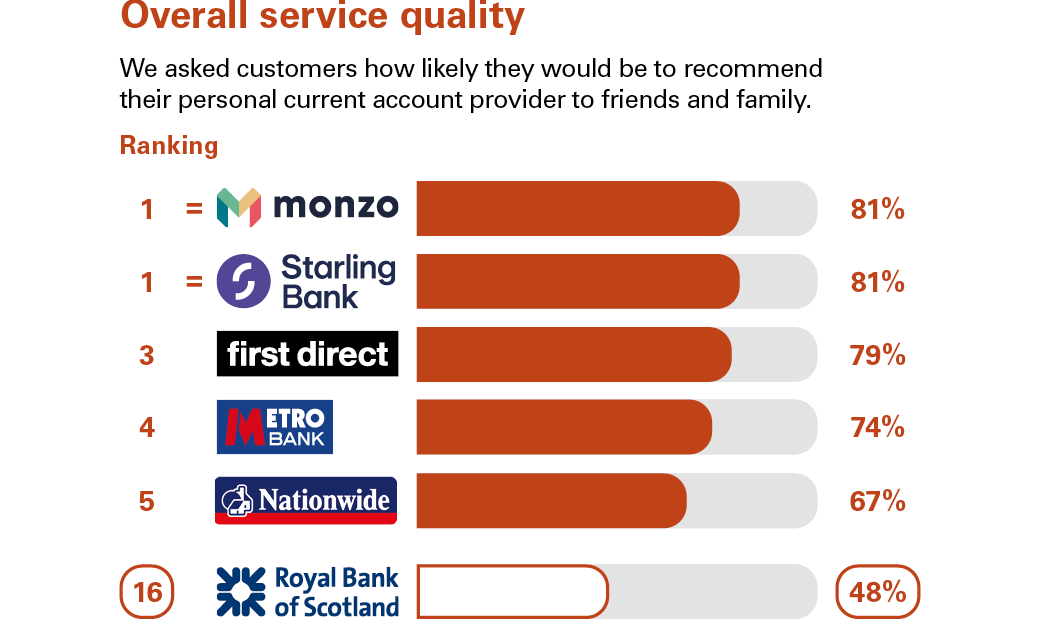 Overall service quality
We asked customers how likely they would be to recommend
their personal current account provider to friends and family.
Ranking
1 = monzo 81%
1 = Starling Bank 81%
3 first direct 79%
4 METRO BANK 74%
5 Nationwide 67%
16 Royal Bank of Scotland 48%